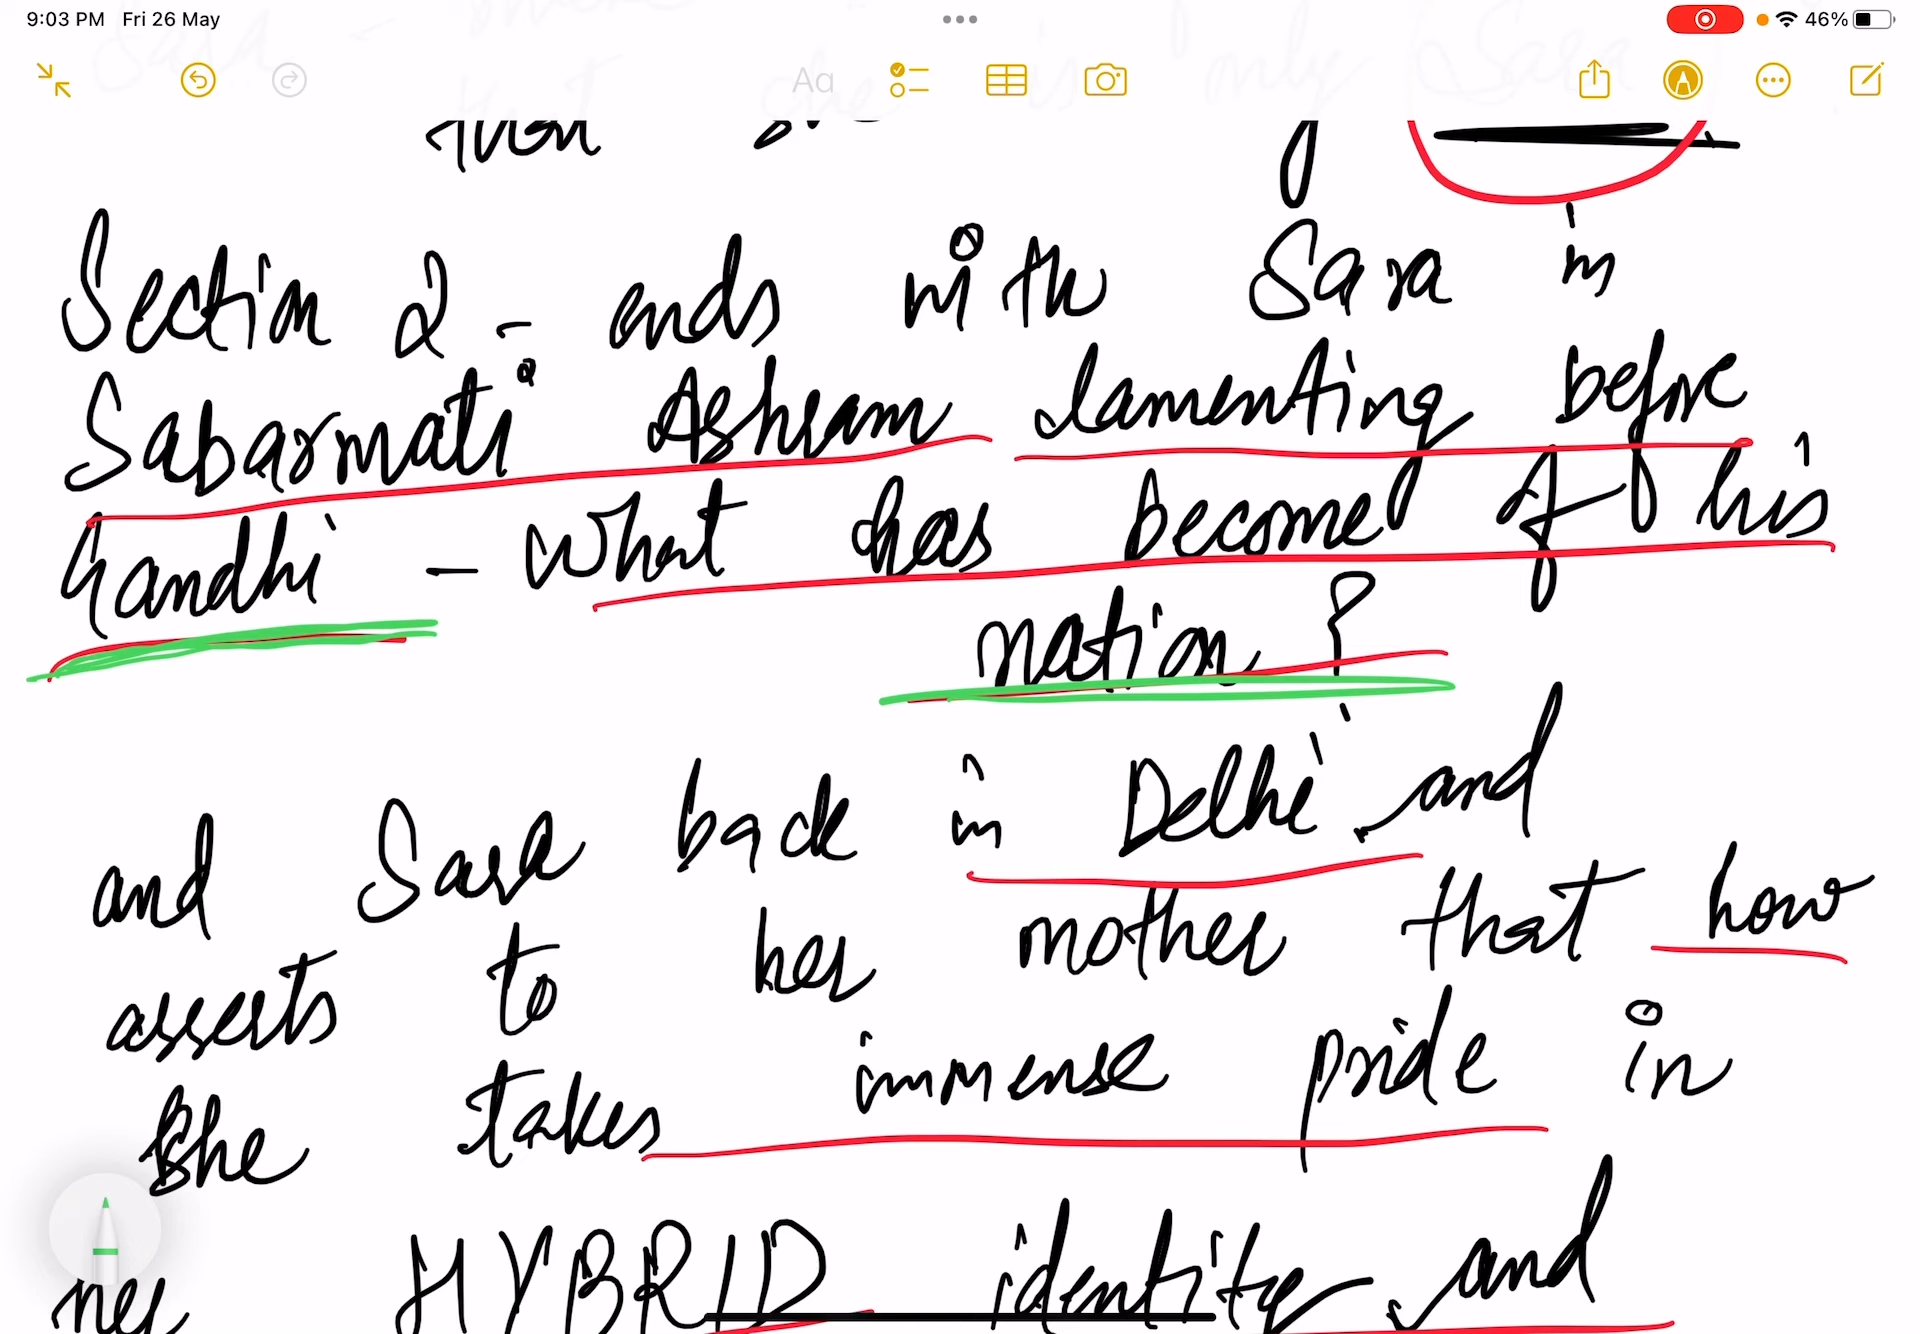 9:03 PM Fri 26 May 46%
Aa
Section 2 - ends with Sara in
Sabarmati Ashram lamenting before
Gandhi - What has become of his
nation?
and Sara back in Delhi and
asserts to her mother that how
She takes immense pride in
her HYBRID identity and